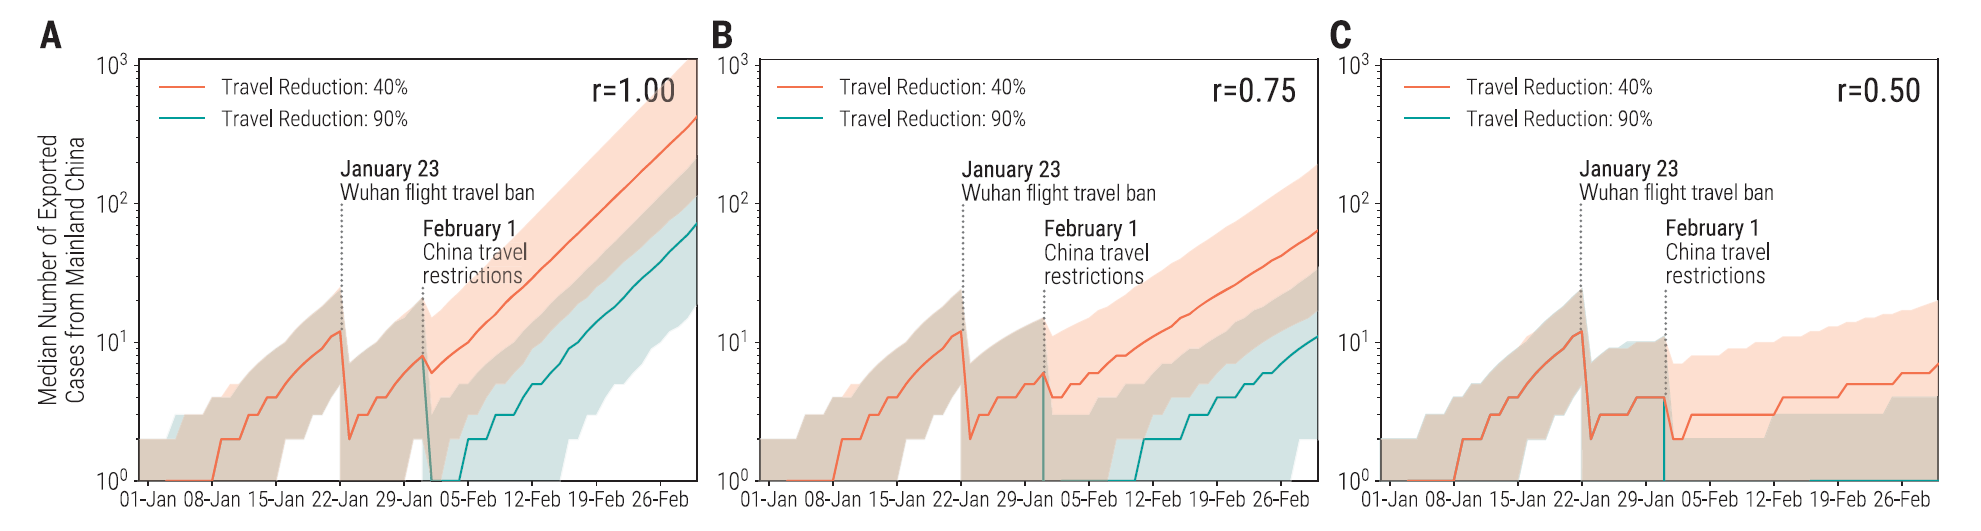 A
Median Number of Exported
Cases from Mainland China
10³
10²
10¹
10⁰
Travel Reduction: 40%
Travel Reduction: 90%
r=1.00
January 23
Wuhan flight travel ban
February 1
China travel
restrictions
01-Jan 08-Jan 15-Jan 22-Jan 29-Jan 05-Feb 12-Feb 19-Feb 26-Feb
B
10³
10²
10¹
10⁰
Travel Reduction: 40%
Travel Reduction: 90%
r=0.75
January 23
Wuhan flight travel ban
February 1
China travel
restrictions
01-Jan 08-Jan 15-Jan 22-Jan 29-Jan 05-Feb 12-Feb 19-Feb 26-Feb
C
10³
10²
10¹
10⁰
Travel Reduction: 40%
Travel Reduction: 90%
r=0.50
January 23
Wuhan flight travel ban
February 1
China travel
restrictions
01-Jan 08-Jan 15-Jan 22-Jan 29-Jan 05-Feb 12-Feb 19-Feb 26-Feb